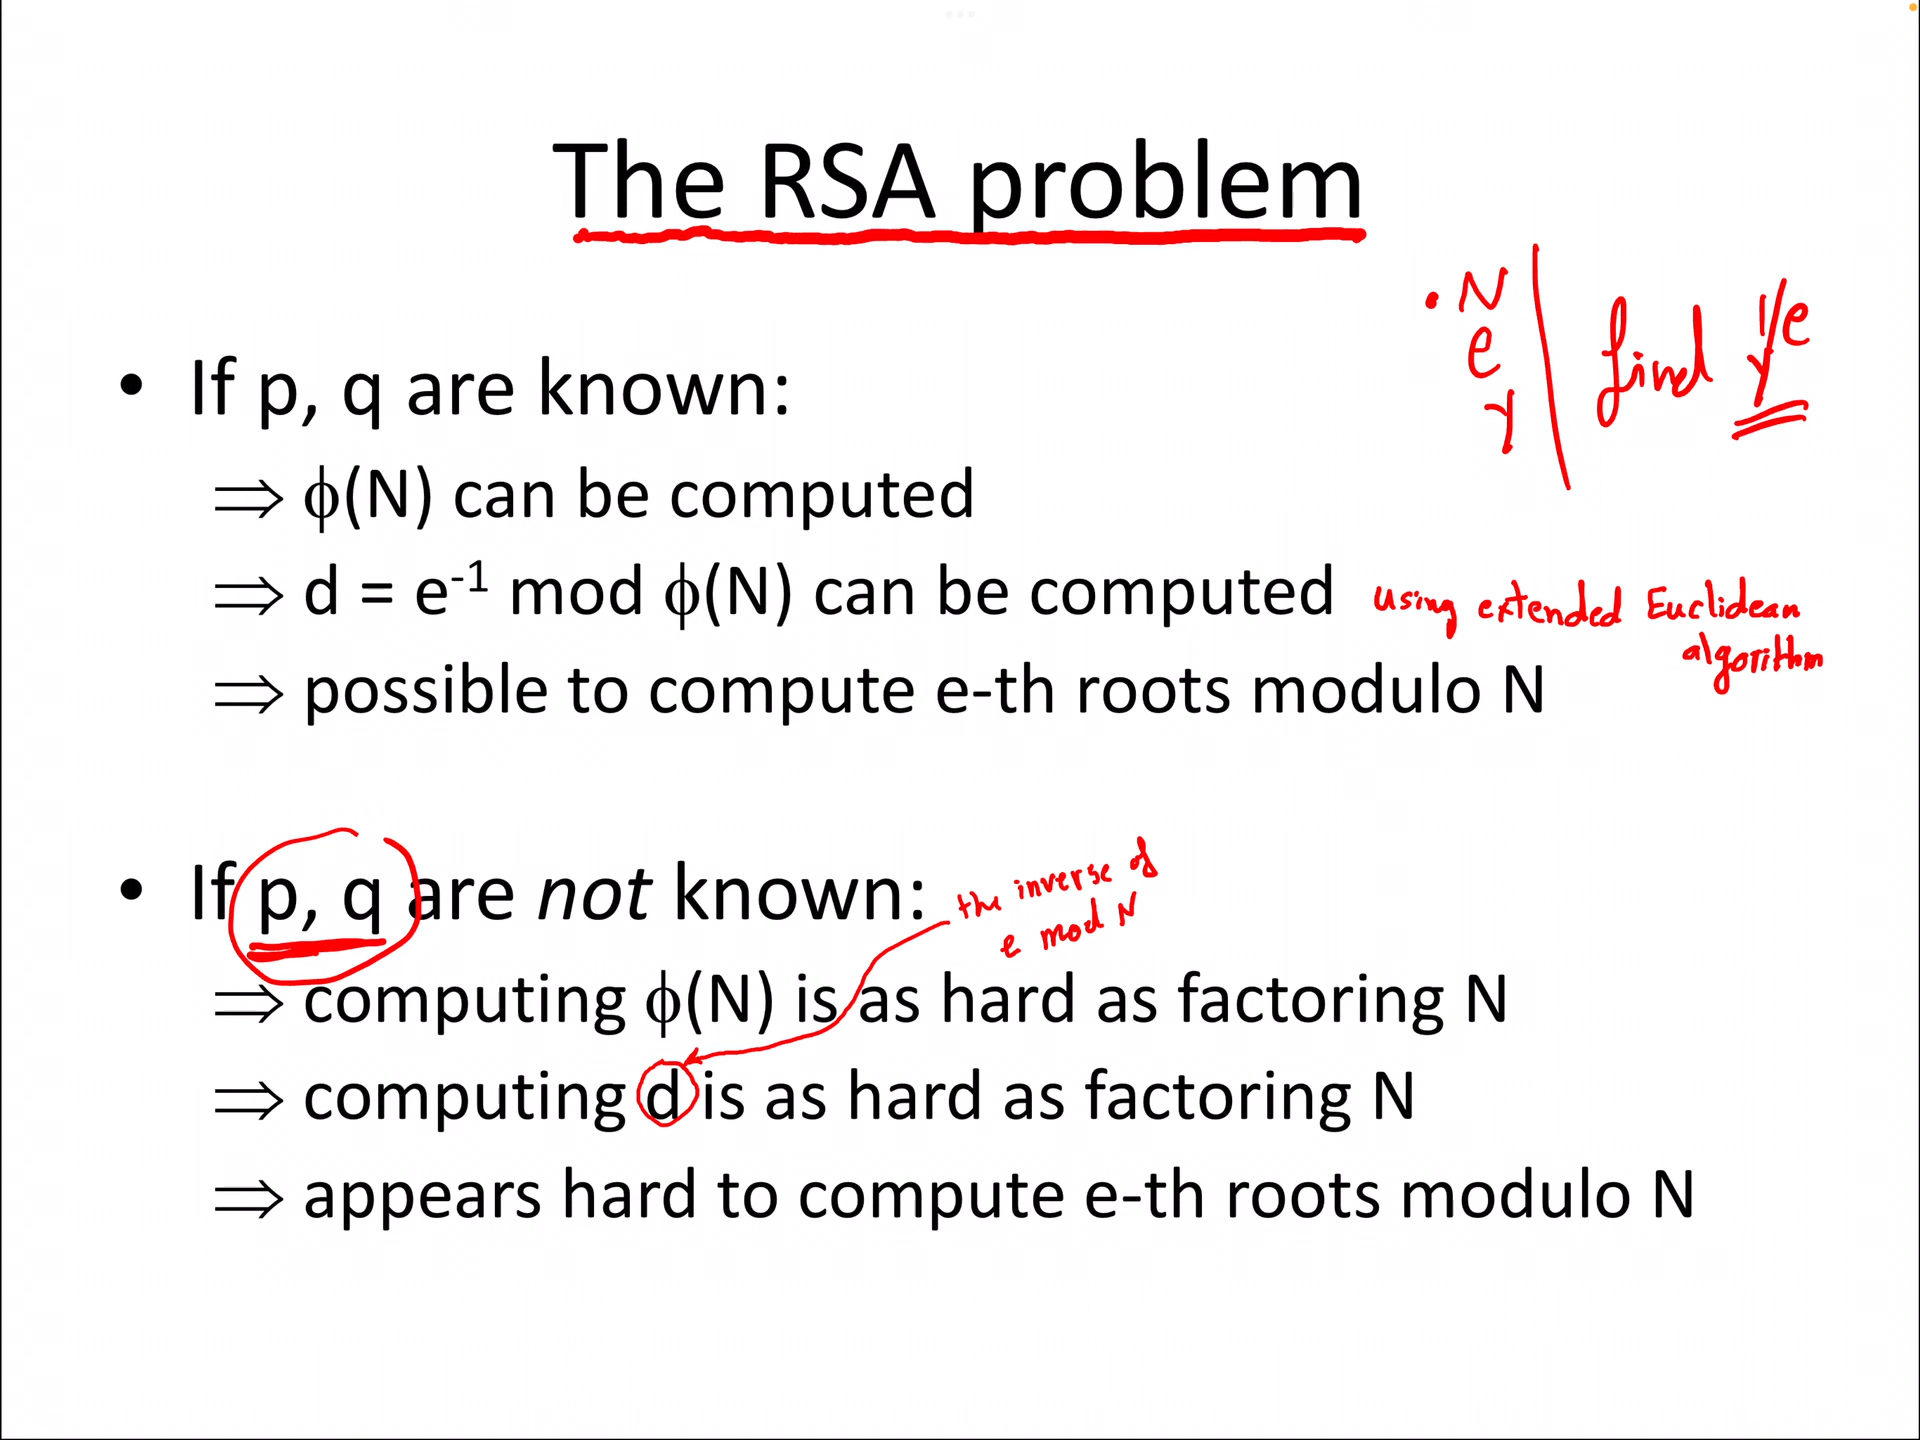 The RSA problem
• N
e
y
find y^1/e
• If p, q are known:
⇒ ϕ(N) can be computed
⇒ d = e⁻¹ mod ϕ(N) can be computed using extended Euclidean
algorithm
⇒ possible to compute e-th roots modulo N
• If p, q are not known:
the inverse of
e mod N
⇒ computing ϕ(N) is as hard as factoring N
⇒ computing d is as hard as factoring N
⇒ appears hard to compute e-th roots modulo N